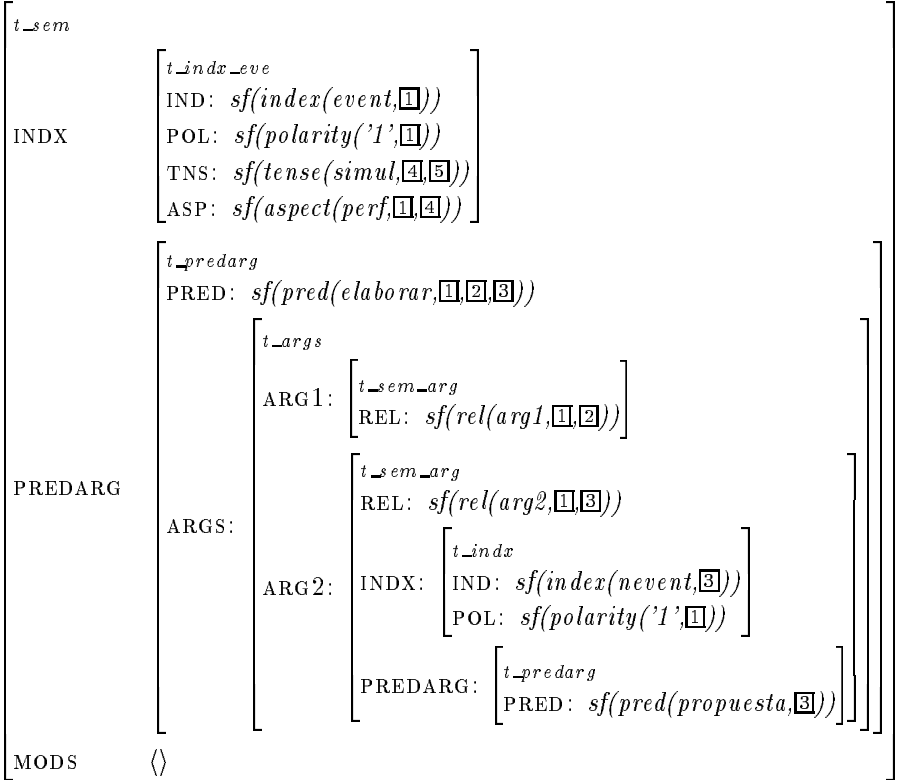 t_sem
INDX
t_indx_eve
IND: sf(index(event,1))
POL: sf(polarity('1',1))
TNS: sf(tense(simul,4,5))
ASP: sf(aspect(perf,1,4))
PREDARG
t_predarg
PRED: sf(pred(elaborar,1,2,3))
ARGS:
t_args
ARG1:
t_sem_arg
REL: sf(rel(arg1,1,2))
ARG2:
t_sem_arg
REL: sf(rel(arg2,1,3))
INDX:
t_indx
IND: sf(index(nevent,3))
POL: sf(polarity('1',1))
PREDARG:
t_predarg
PRED: sf(pred(propuesta,3))
MODS ⟨⟩